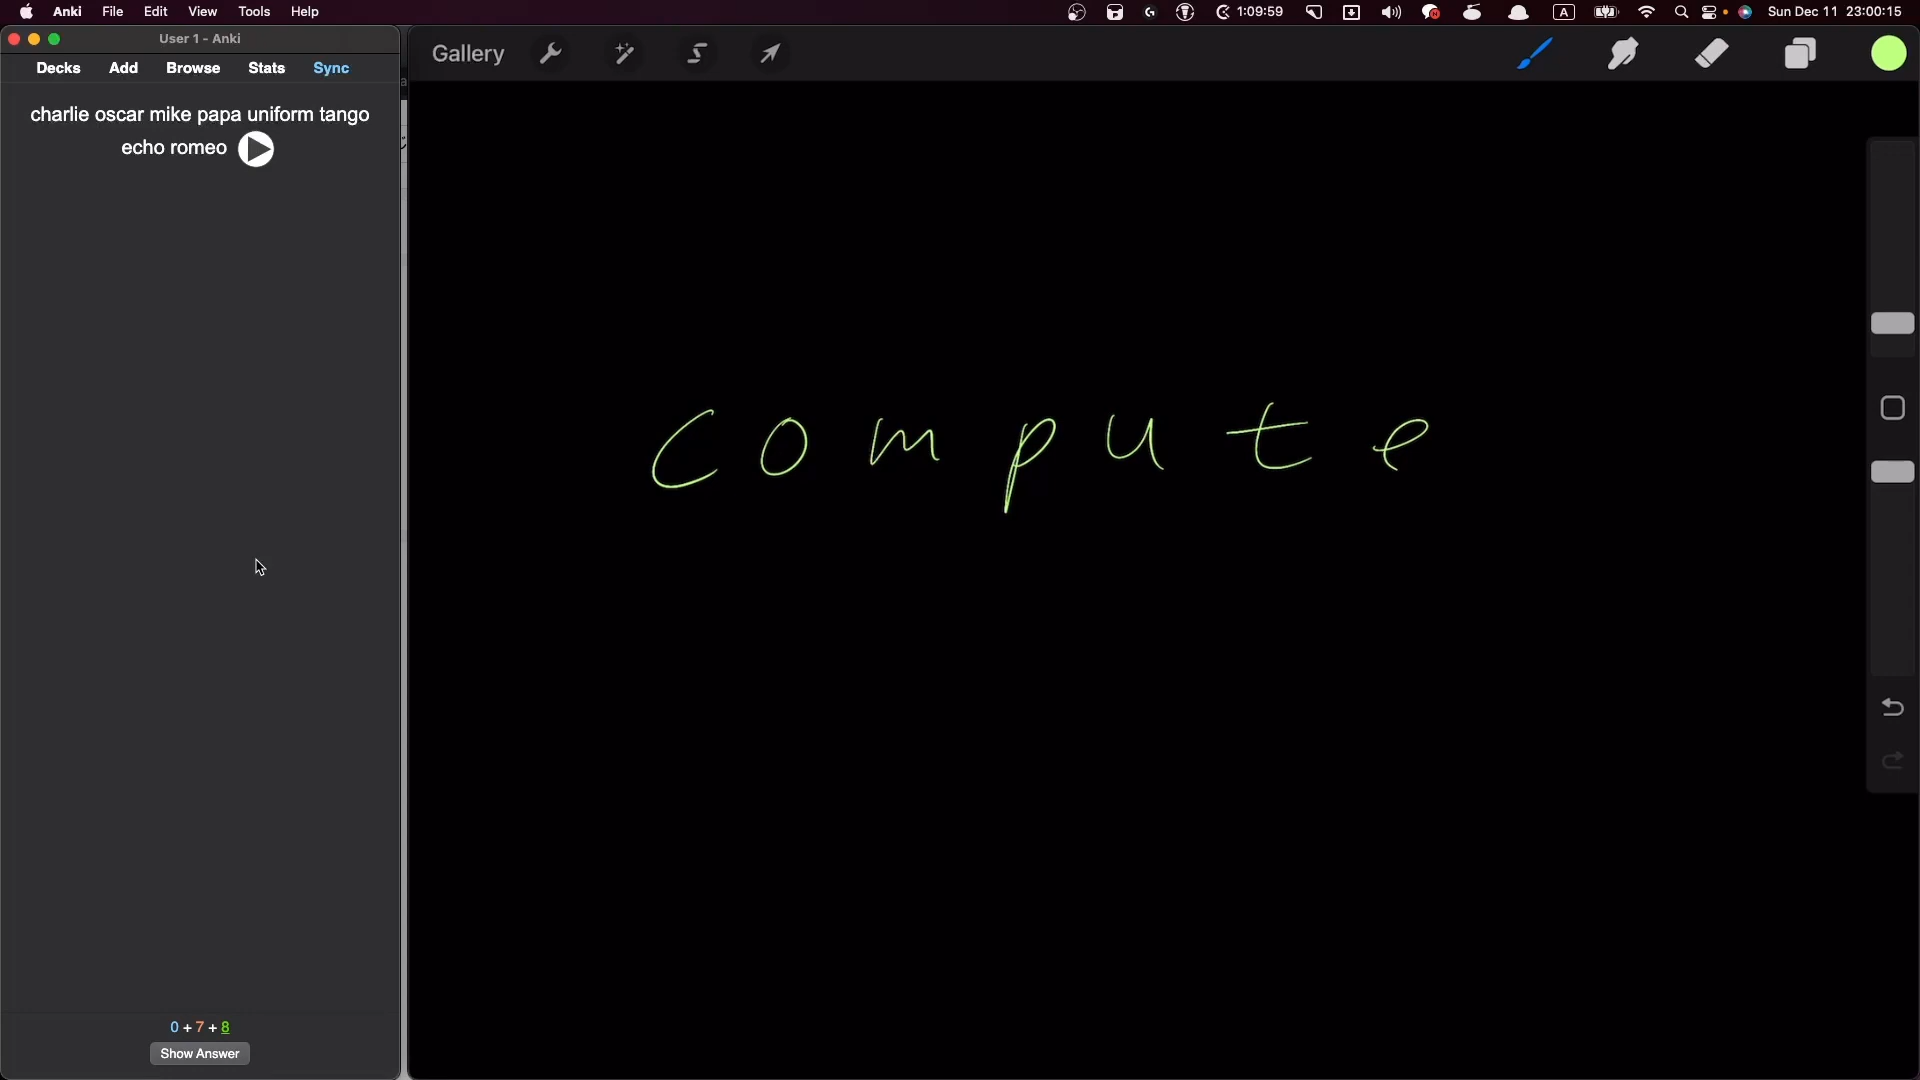 Anki File Edit View Tools Help 1:09:59 A Sun Dec 11 23:00:15
User 1 - Anki
Decks Add Browse Stats Sync
Gallery
charlie oscar mike papa uniform tango
echo romeo
c o m p u t e
0 + 7 + 8
Show Answer